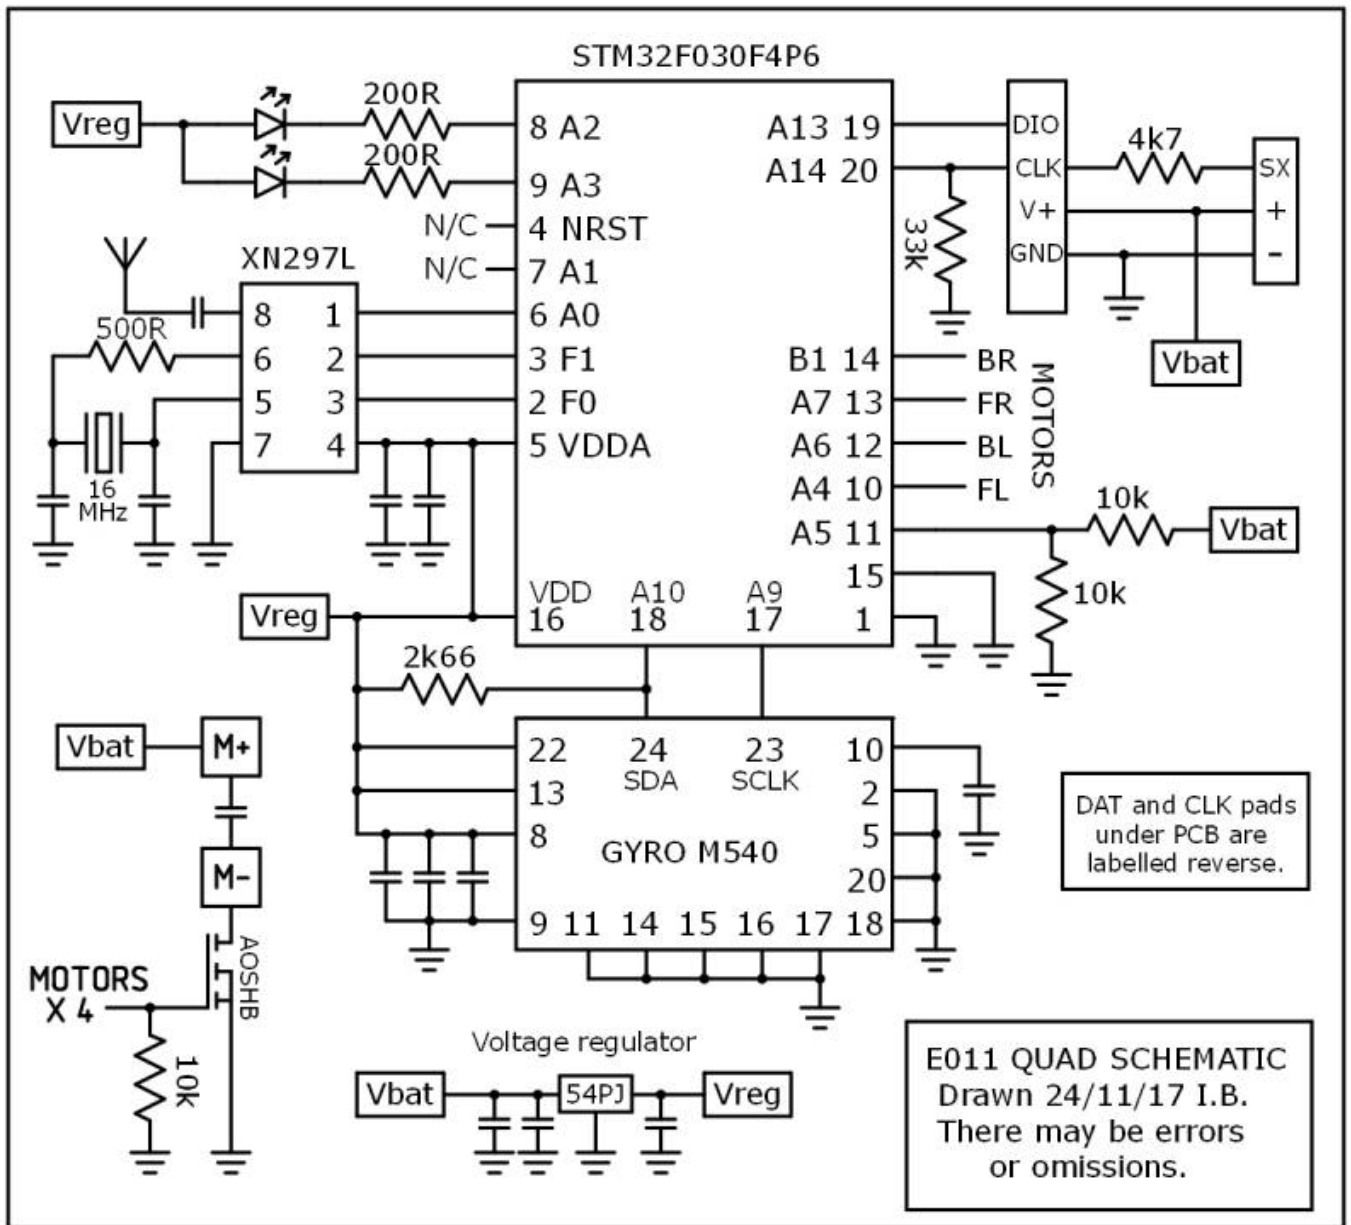 STM32F030F4P6
Vreg
200R
200R
8 A2
9 A3
N/C
4 NRST
N/C
7 A1
6 A0
3 F1
2 F0
5 VDDA
A13 19
A14 20
DIO
CLK
V+
GND
4k7
SX
+
-
33k
Vbat
XN297L
8 1
6 2
5 3
7 4
500R
16
MHz
B1 14
A7 13
A6 12
A4 10
A5 11
15
1
BR
FR
BL
FL
MOTORS
10k
Vbat
10k
VDD
16
A10
18
A9
17
Vreg
2k66
22
13
8
9
24
SDA
23
SCLK
10
2
5
20
18
GYRO M540
11 14 15 16 17
Vbat
M+
M-
AOSHB
MOTORS
X 4
10k
DAT and CLK pads
under PCB are
labelled reverse.
Voltage regulator
Vbat
54PJ
Vreg
E011 QUAD SCHEMATIC
Drawn 24/11/17 I.B.
There may be errors
or omissions.